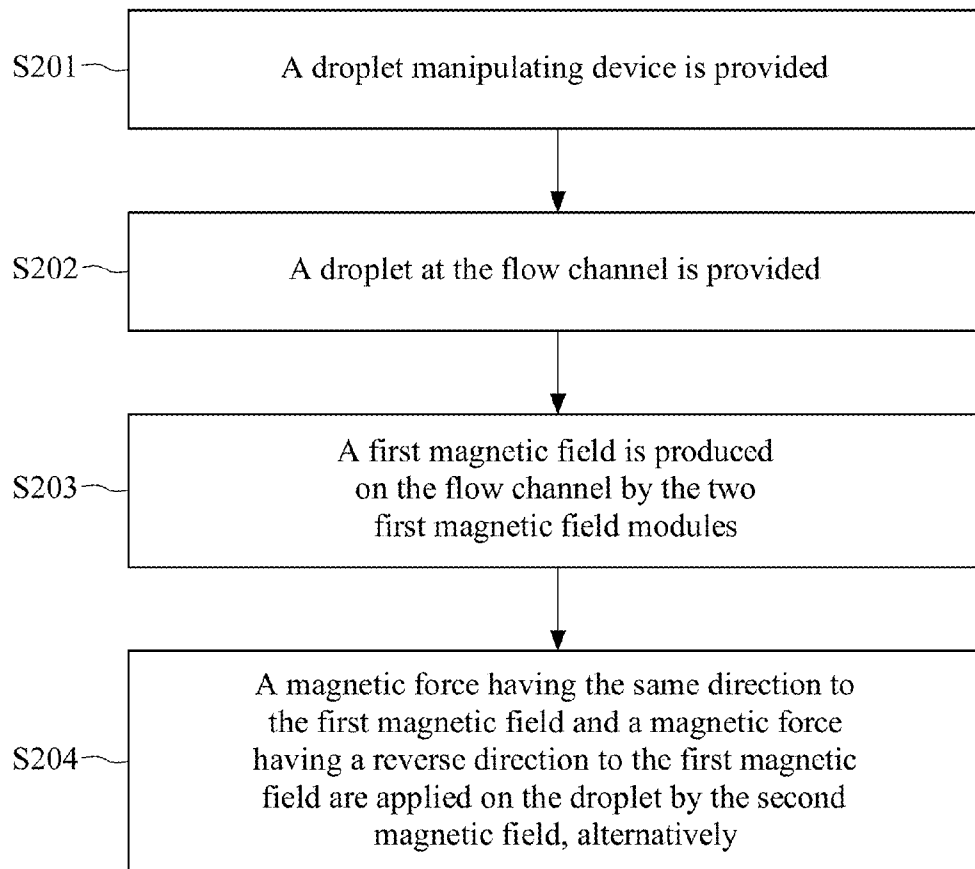 S201
A droplet manipulating device is provided
S202
A droplet at the flow channel is provided
S203
A first magnetic field is produced
on the flow channel by the two
first magnetic field modules
S204
A magnetic force having the same direction to
the first magnetic field and a magnetic force
having a reverse direction to the first magnetic
field are applied on the droplet by the second
magnetic field, alternatively